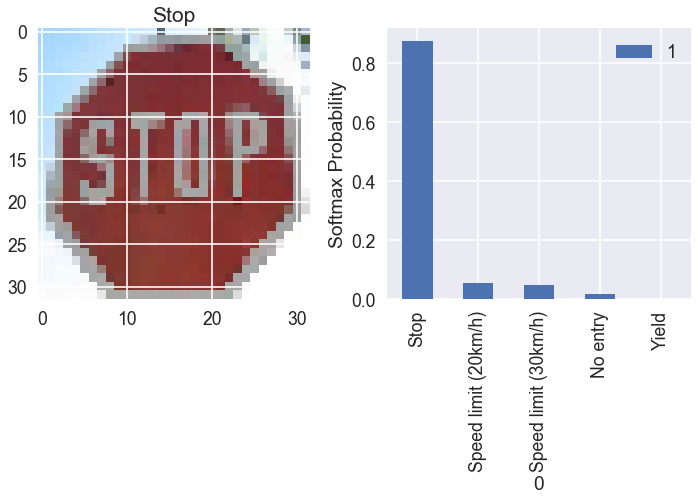 Stop
0
5
10
15
20
25
30
0
10
20
30
STOP
Softmax Probability
0.8
0.6
0.4
0.2
0.0
1
Stop
Speed limit (20km/h)
Speed limit (30km/h)
No entry
Yield
0